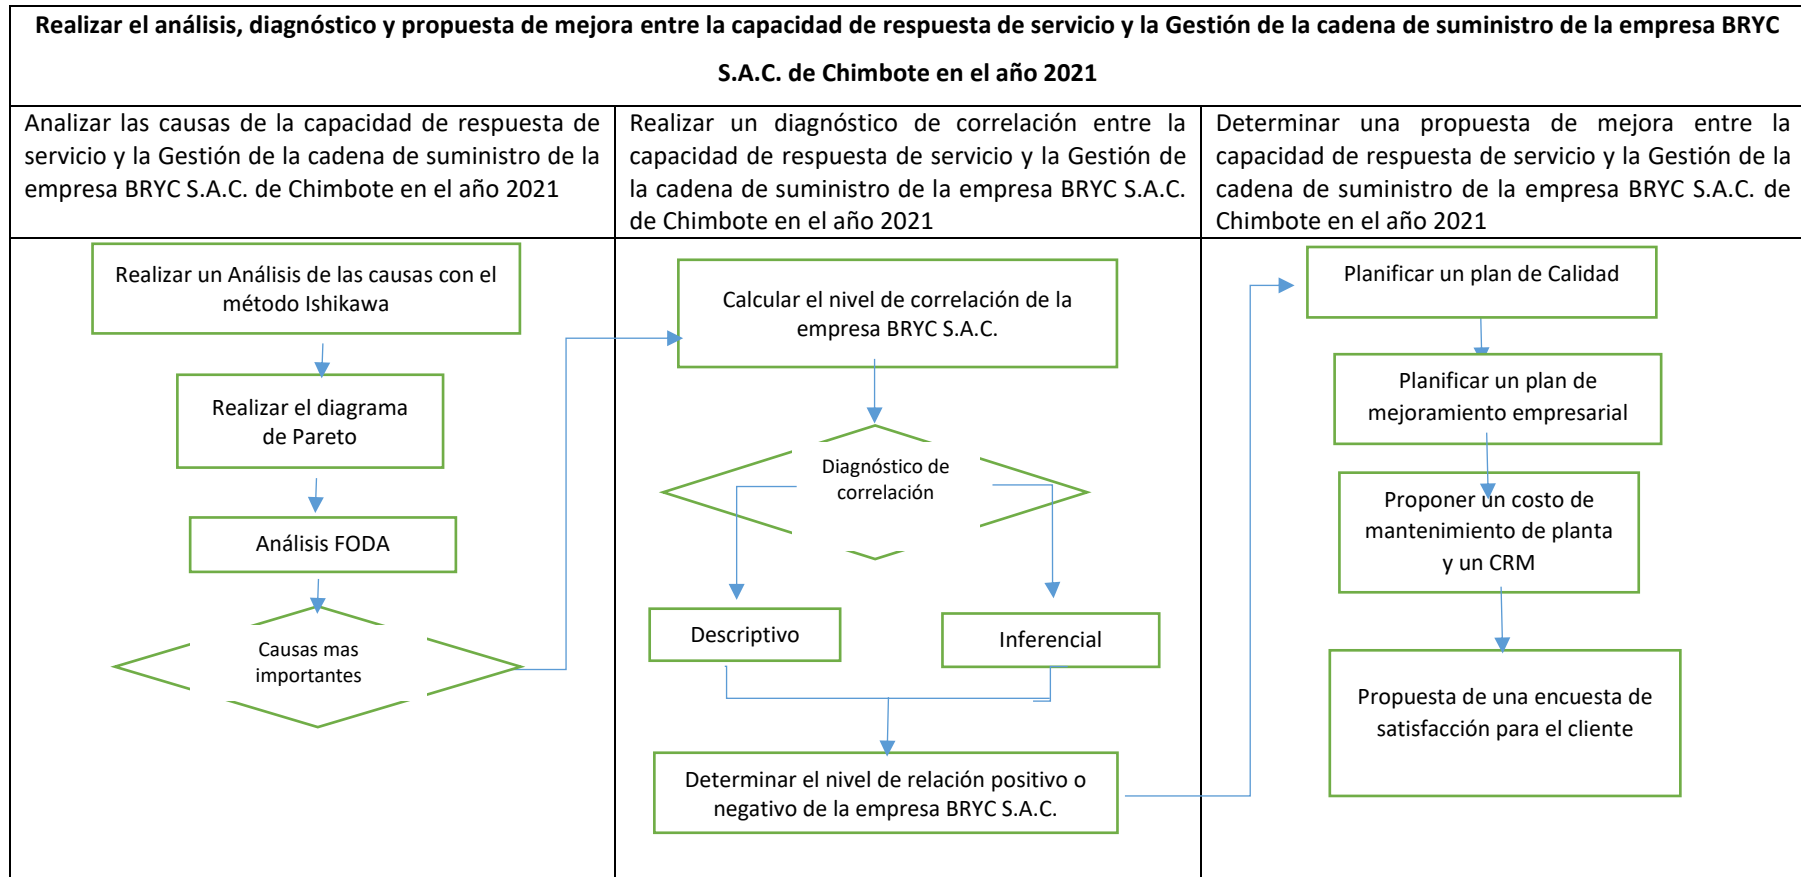 Realizar el análisis, diagnóstico y propuesta de mejora entre la capacidad de respuesta de servicio y la Gestión de la cadena de suministro de la empresa BRYC
S.A.C. de Chimbote en el año 2021
Analizar las causas de la capacidad de respuesta de
servicio y la Gestión de la cadena de suministro de la
empresa BRYC S.A.C. de Chimbote en el año 2021
Realizar un diagnóstico de correlación entre la
capacidad de respuesta de servicio y la Gestión de
la cadena de suministro de la empresa BRYC S.A.C.
de Chimbote en el año 2021
Determinar una propuesta de mejora entre la
capacidad de respuesta de servicio y la Gestión de la
cadena de suministro de la empresa BRYC S.A.C. de
Chimbote en el año 2021
Realizar un Análisis de las causas con el
método Ishikawa
Realizar el diagrama
de Pareto
Análisis FODA
Causas mas
importantes
Calcular el nivel de correlación de la
empresa BRYC S.A.C.
Diagnóstico de
correlación
Descriptivo
Inferencial
Determinar el nivel de relación positivo o
negativo de la empresa BRYC S.A.C.
Planificar un plan de Calidad
Planificar un plan de
mejoramiento empresarial
Proponer un costo de
mantenimiento de planta
y un CRM
Propuesta de una encuesta de
satisfacción para el cliente